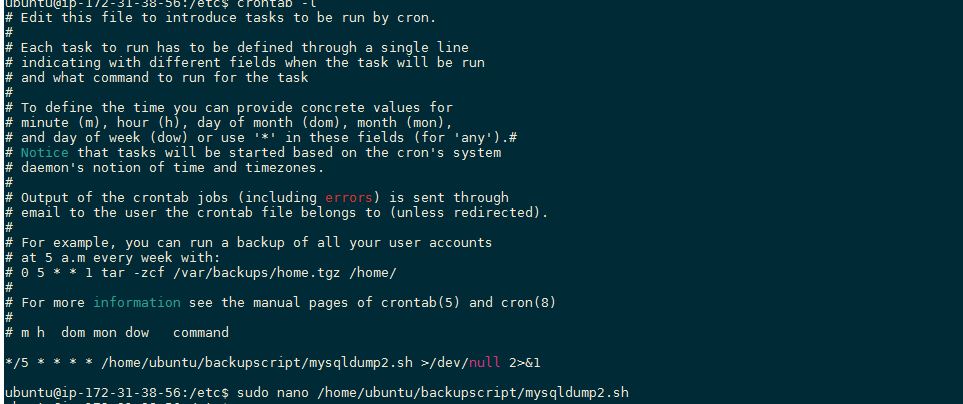 ubuntu@ip-172-31-38-56:/etc$ crontab -l
# Edit this file to introduce tasks to be run by cron.
#
# Each task to run has to be defined through a single line
# indicating with different fields when the task will be run
# and what command to run for the task
#
# To define the time you can provide concrete values for
# minute (m), hour (h), day of month (dom), month (mon),
# and day of week (dow) or use '*' in these fields (for 'any').#
# Notice that tasks will be started based on the cron's system
# daemon's notion of time and timezones.
#
# Output of the crontab jobs (including errors) is sent through
# email to the user the crontab file belongs to (unless redirected).
#
# For example, you can run a backup of all your user accounts
# at 5 a.m every week with:
# 0 5 * * 1 tar -zcf /var/backups/home.tgz /home/
#
# For more information see the manual pages of crontab(5) and cron(8)
#
# m h  dom mon dow   command
*/5 * * * * /home/ubuntu/backupscript/mysqldump2.sh >/dev/null 2>&1
ubuntu@ip-172-31-38-56:/etc$ sudo nano /home/ubuntu/backupscript/mysqldump2.sh